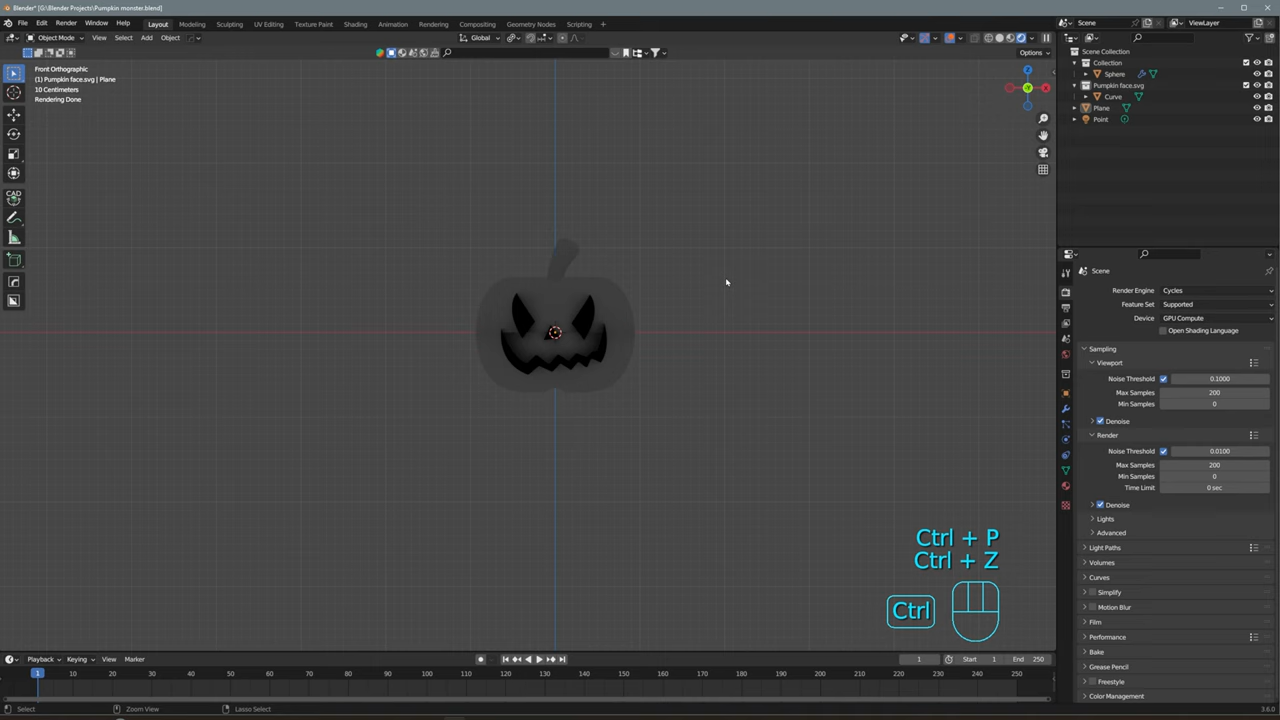 Blender* [G:\Blender Projects\Pumpkin monster.blend]
File Edit Render Window Help Layout Modeling Sculpting UV Editing Texture Paint Shading Animation Rendering Compositing Geometry Nodes Scripting + Scene ViewLayer
Object Mode View Select Add Object Global
Options
Front Orthographic
(1) Pumpkin face.svg | Plane
10 Centimeters
Rendering Done
Z
X
-Y
CAD
Scene Collection
Collection
Sphere
Pumpkin face.svg
Curve
Plane
Point
Scene
Render Engine Cycles
Feature Set Supported
Device GPU Compute
Open Shading Language
Sampling
Viewport
Noise Threshold 0.1000
Max Samples 200
Min Samples 0
Denoise
Render
Noise Threshold 0.0100
Max Samples 200
Min Samples 0
Time Limit 0 sec
Denoise
Lights
Advanced
Light Paths
Volumes
Curves
Simplify
Motion Blur
Film
Performance
Bake
Grease Pencil
Freestyle
Color Management
Ctrl + P
Ctrl + Z
Ctrl
Playback Keying View Marker 1 Start 1 End 250
1 10 20 30 40 50 60 70 80 90 100 110 120 130 140 150 160 170 180 190 200 210 220 230 240 250
Select Zoom View Lasso Select 3.6.0